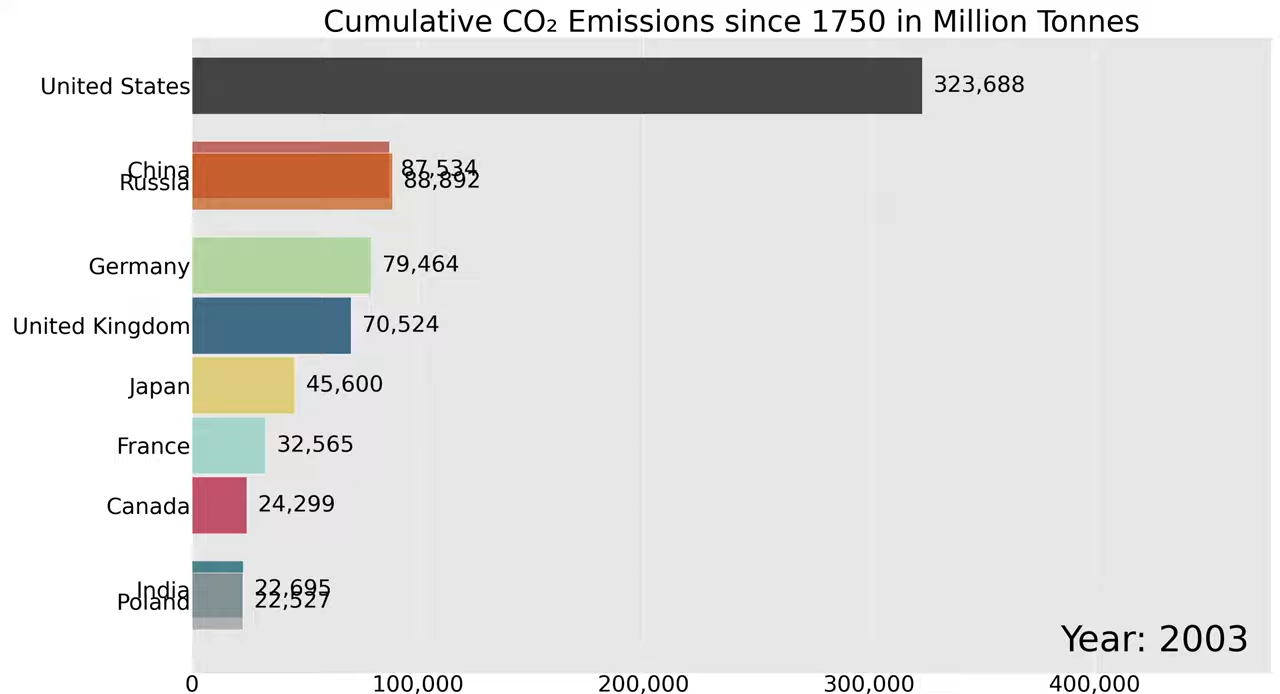 Cumulative CO₂ Emissions since 1750 in Million Tonnes
United States 323,688
China 87,534
Russia 88,892
Germany 79,464
United Kingdom 70,524
Japan 45,600
France 32,565
Canada 24,299
India 22,695
Poland 22,527
Year: 2003
0 100,000 200,000 300,000 400,000